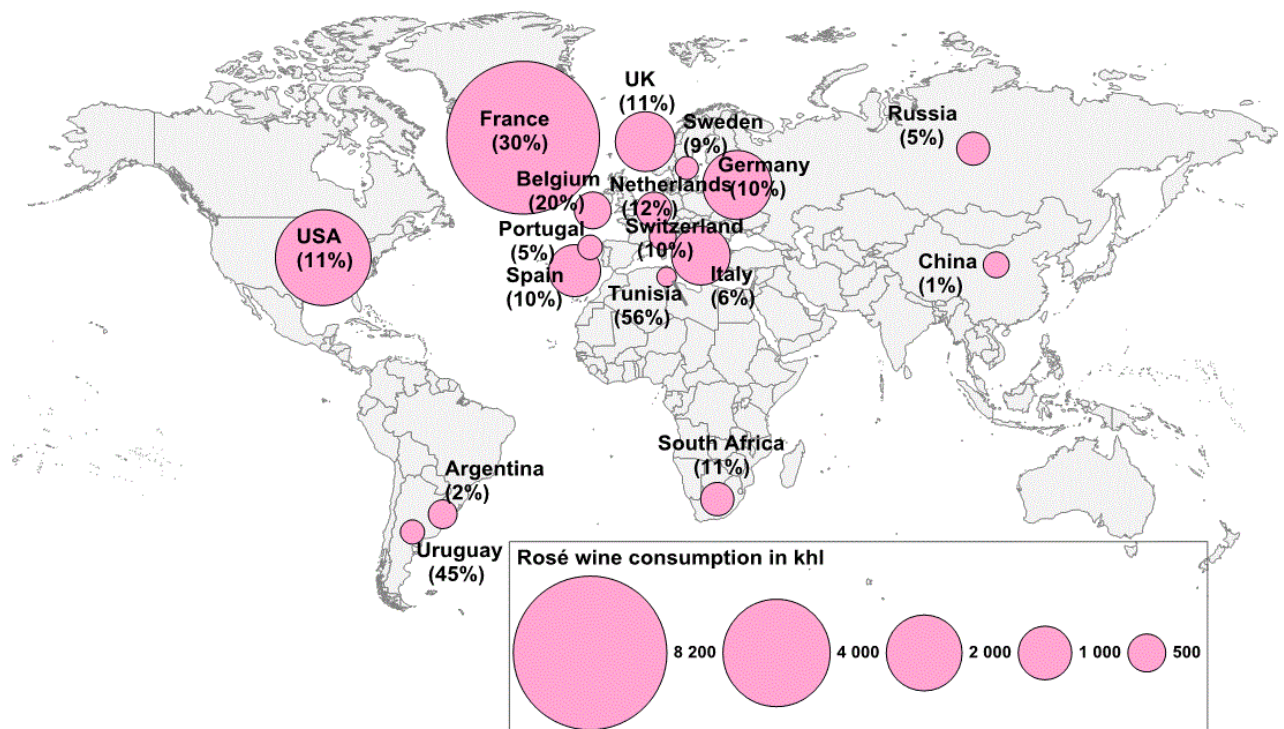 UK
(11%)
Russia
(5%)
France
(30%)
Sweden
(9%)
Germany
(10%)
Belgium
(20%)
Netherlands
(12%)
USA
(11%)
Portugal
(5%)
Switzerland
(10%)
Spain
(10%)
Italy
(6%)
Tunisia
(56%)
China
(1%)
South Africa
(11%)
Argentina
(2%)
Uruguay
(45%)
Rosé wine consumption in khl
8 200
4 000
2 000
1 000
500